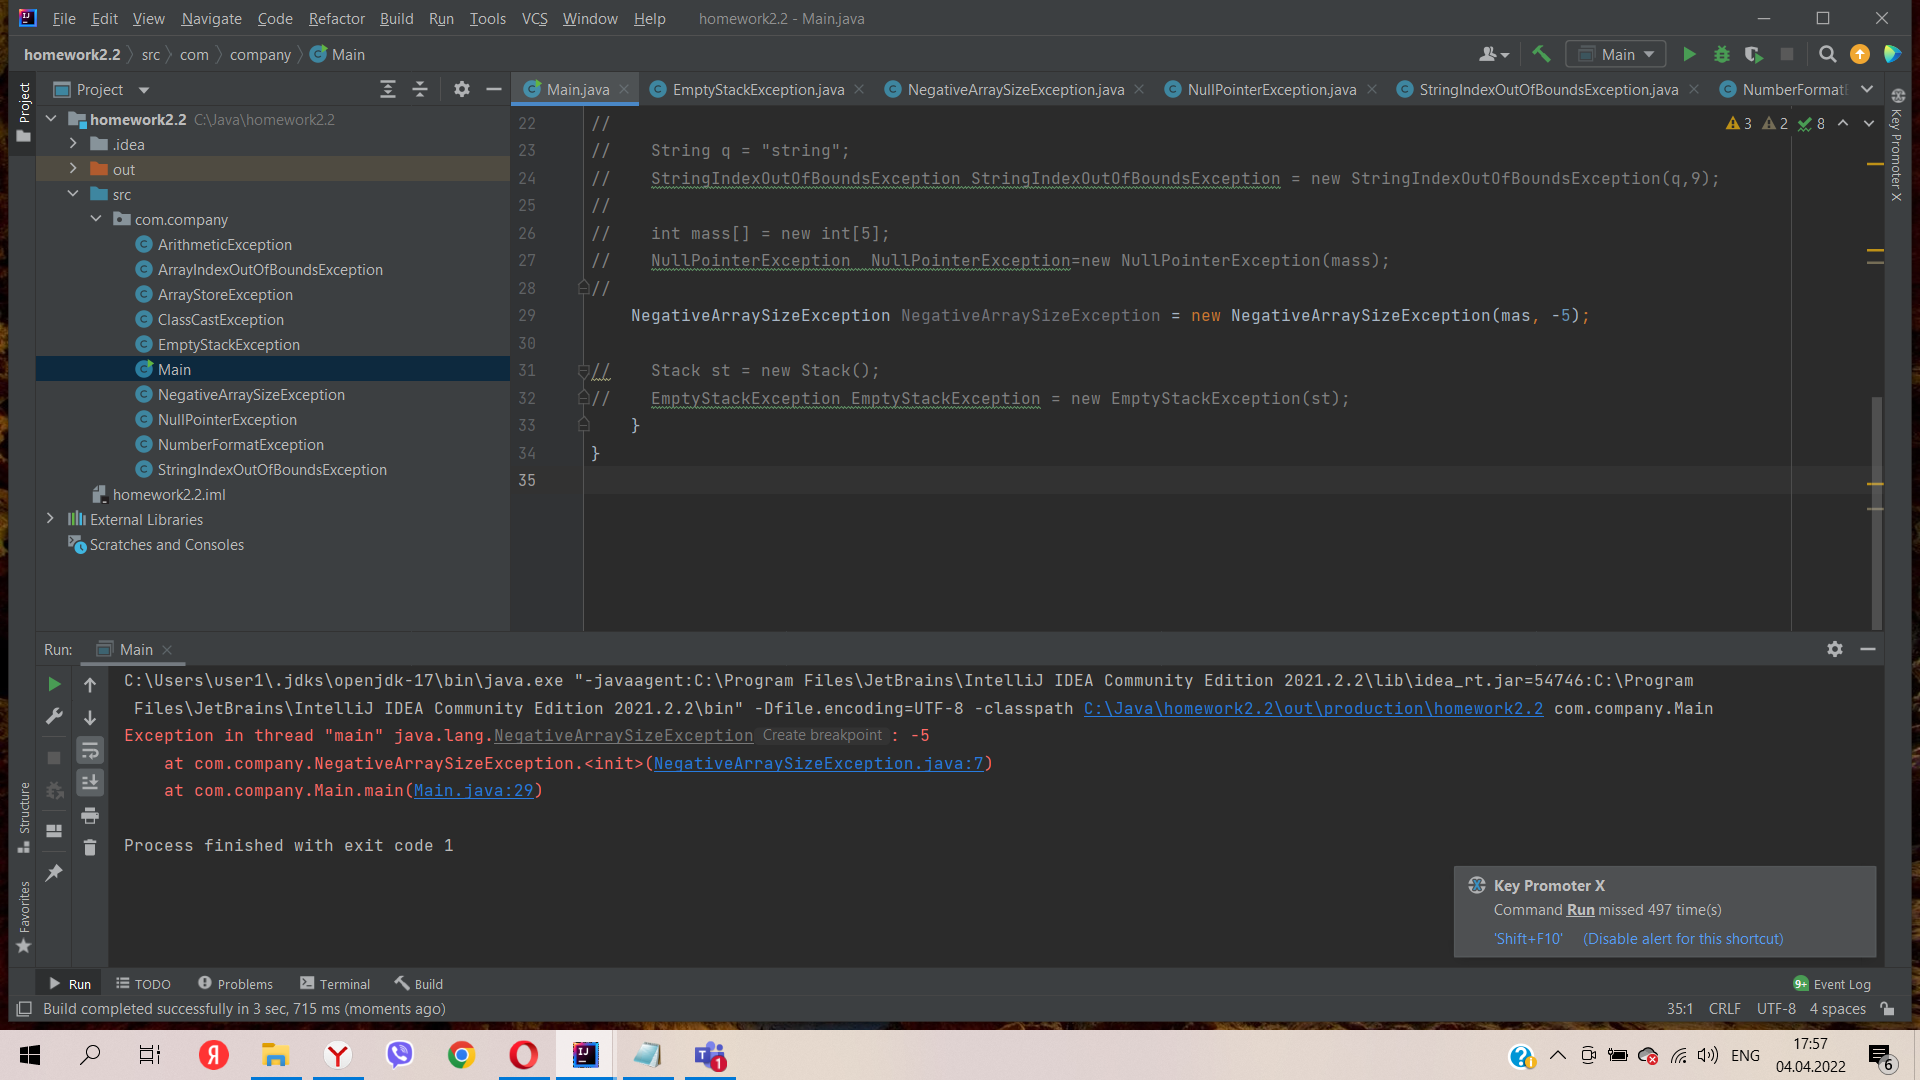 File Edit View Navigate Code Refactor Build Run Tools VCS Window Help homework2.2 - Main.java
homework2.2 src com company Main
Main
Project
Main.java EmptyStackException.java NegativeArraySizeException.java NullPointerException.java StringIndexOutOfBoundsException.java NumberFormat
Project
homework2.2 C:\Java\homework2.2
.idea
out
src
com.company
ArithmeticException
ArrayIndexOutOfBoundsException
ArrayStoreException
ClassCastException
EmptyStackException
Main
NegativeArraySizeException
NullPointerException
NumberFormatException
StringIndexOutOfBoundsException
homework2.2.iml
External Libraries
Scratches and Consoles
3 2 8
22 //
23 // String q = "string";
24 // StringIndexOutOfBoundsException StringIndexOutOfBoundsException = new StringIndexOutOfBoundsException(q,9);
25 //
26 // int mass[] = new int[5];
27 // NullPointerException  NullPointerException=new NullPointerException(mass);
28 //
29 NegativeArraySizeException NegativeArraySizeException = new NegativeArraySizeException(mas, -5);
30
31 // Stack st = new Stack();
32 // EmptyStackException EmptyStackException = new EmptyStackException(st);
33 }
34 }
35
Key Promoter X
Run: Main
C:\Users\user1\.jdks\openjdk-17\bin\java.exe "-javaagent:C:\Program Files\JetBrains\IntelliJ IDEA Community Edition 2021.2.2\lib\idea_rt.jar=54746:C:\Program
Files\JetBrains\IntelliJ IDEA Community Edition 2021.2.2\bin" -Dfile.encoding=UTF-8 -classpath C:\Java\homework2.2\out\production\homework2.2 com.company.Main
Exception in thread "main" java.lang.NegativeArraySizeException Create breakpoint : -5
at com.company.NegativeArraySizeException.<init>(NegativeArraySizeException.java:7)
at com.company.Main.main(Main.java:29)
Process finished with exit code 1
Structure
Favorites
Key Promoter X
Command Run missed 497 time(s)
'Shift+F10' (Disable alert for this shortcut)
Run TODO Problems Terminal Build 9+ Event Log
Build completed successfully in 3 sec, 715 ms (moments ago) 35:1 CRLF UTF-8 4 spaces
Я Y IJ T 1 ENG
17:57
04.04.2022
6